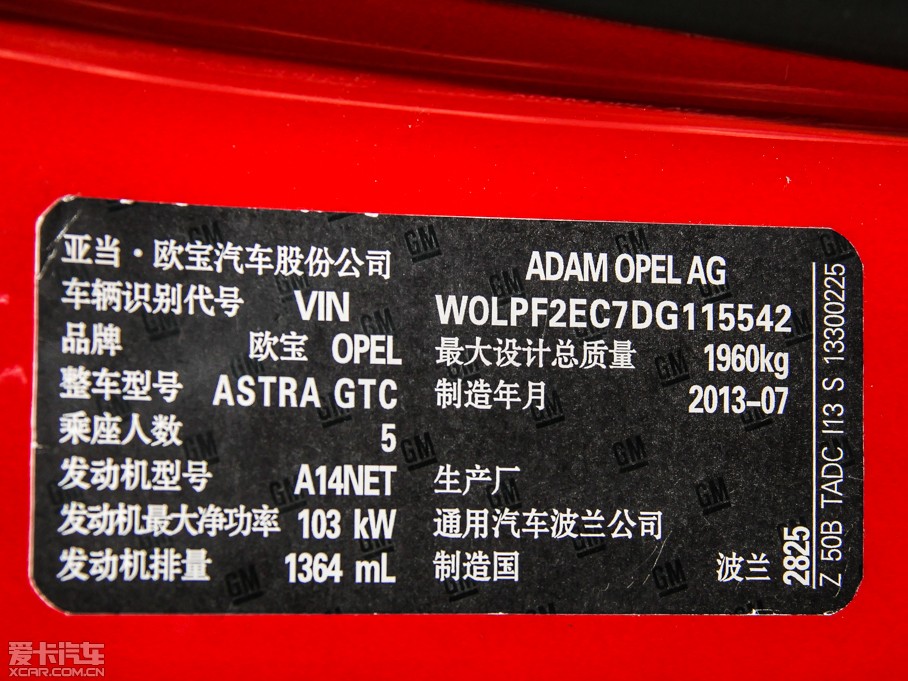 亚当·欧宝汽车股份公司 ADAM OPEL AG
车辆识别代号 VIN W0LPF2EC7DG115542
品牌 欧宝 OPEL 最大设计总质量 1960kg
整车型号 ASTRA GTC 制造年月 2013-07
乘座人数 5
发动机型号 A14NET 生产厂
发动机最大净功率 103 kW 通用汽车波兰公司
发动机排量 1364 mL 制造国 波兰
2825
Z 50B TADC I13 S 13300225
GM
爱卡汽车
XCAR.COM.CN